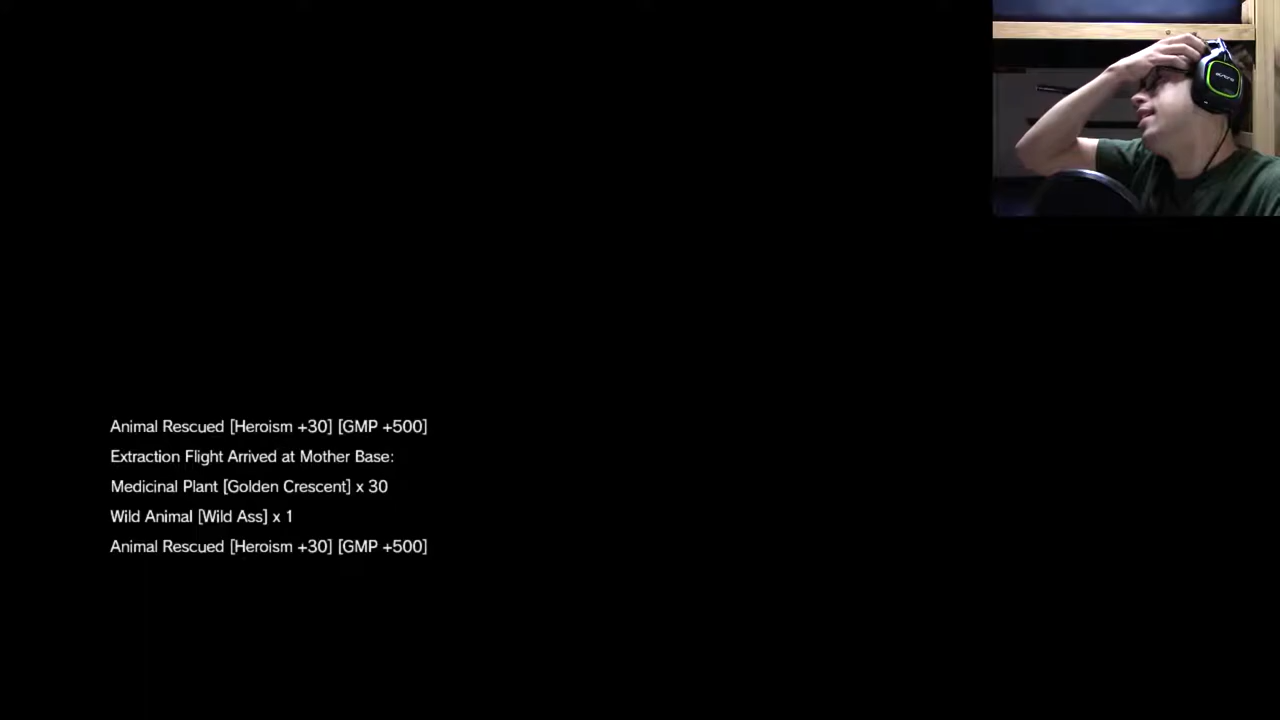 Animal Rescued [Heroism +30] [GMP +500]
Extraction Flight Arrived at Mother Base:
Medicinal Plant [Golden Crescent] x 30
Wild Animal [Wild Ass] x 1
Animal Rescued [Heroism +30] [GMP +500]